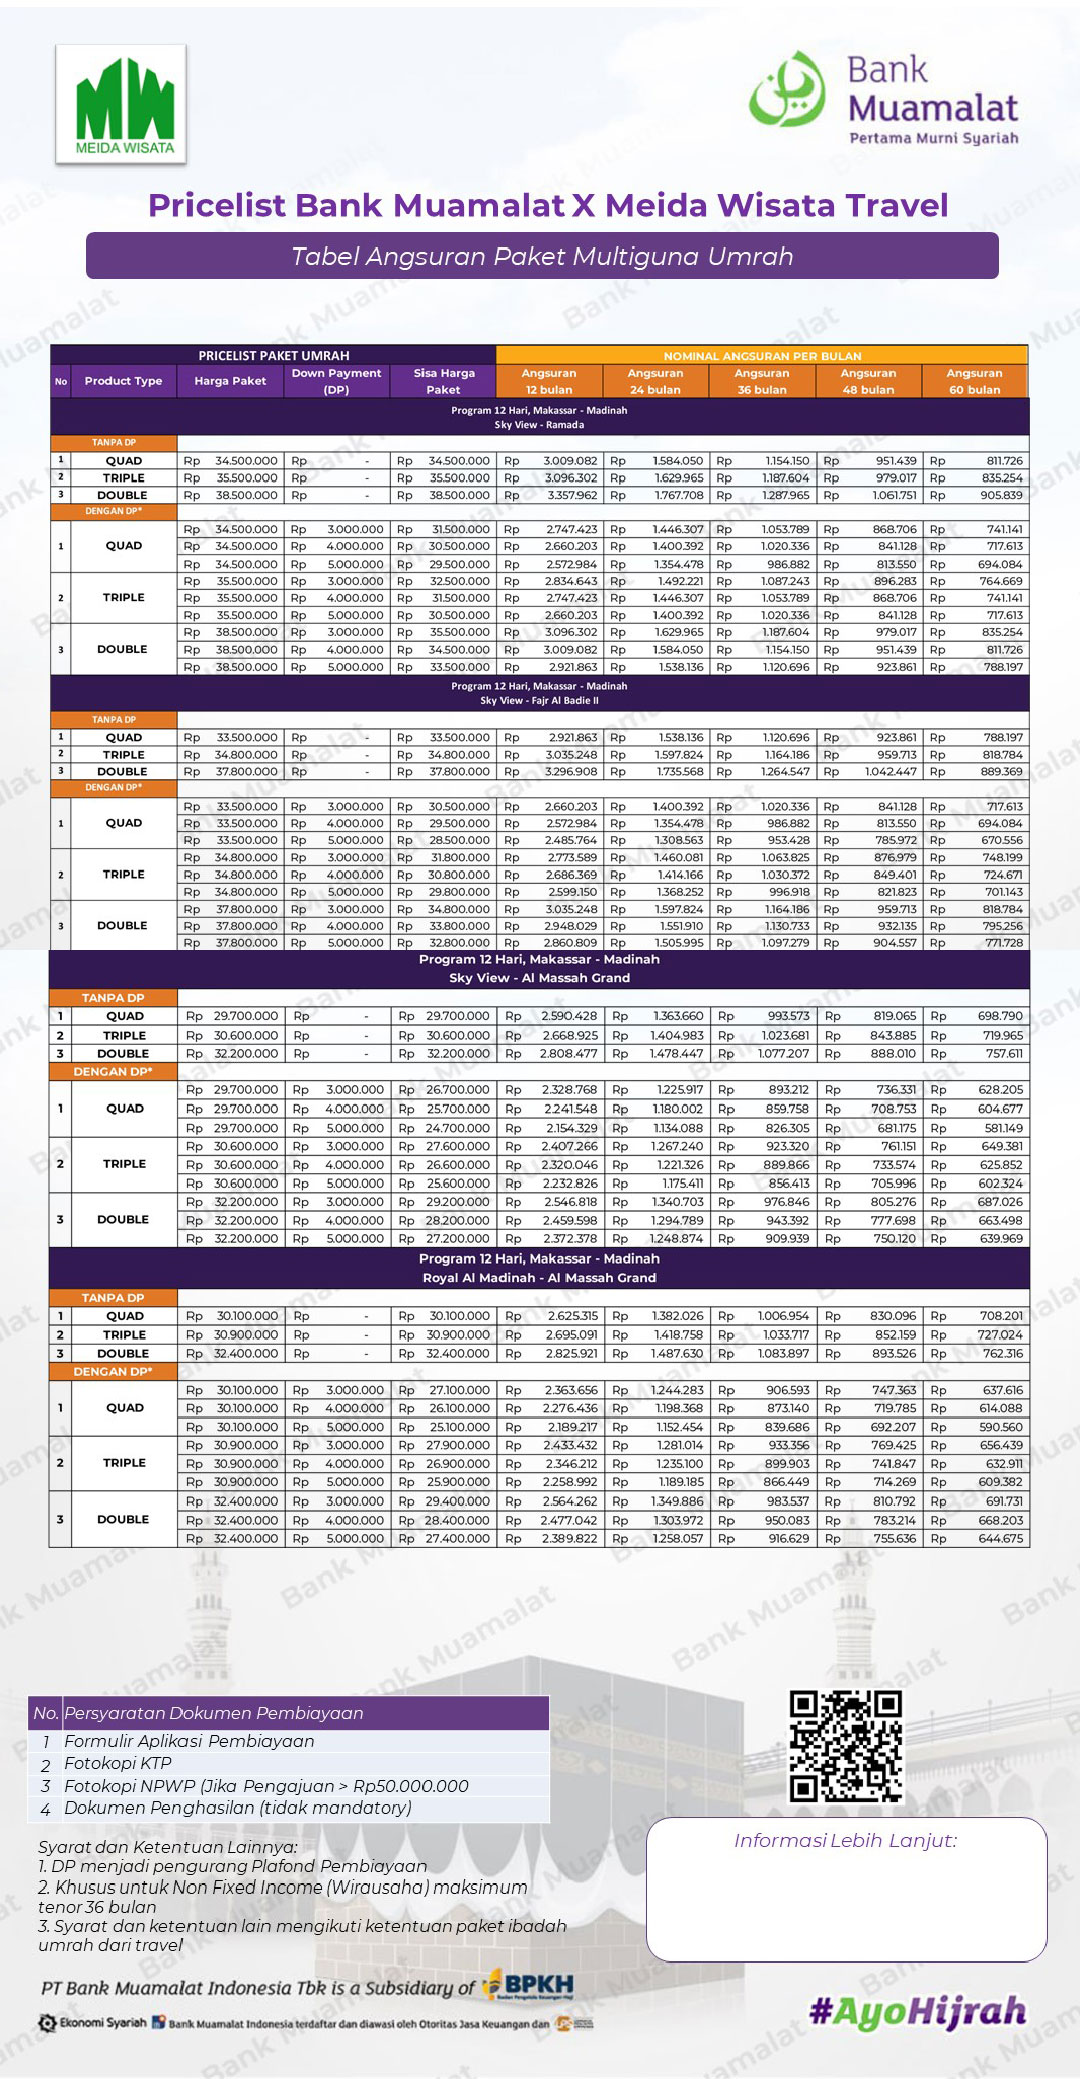 MEIDA WISATA
Bank
Muamalat
Pertama Murni Syariah
Pricelist Bank Muamalat X Meida Wisata Travel
Tabel Angsuran Paket Multiguna Umrah
PRICELIST PAKET UMRAH NOMINAL ANGSURAN PER BULAN
No Product Type Harga Paket Down Payment (DP) Sisa Harga Paket Angsuran 12 bulan Angsuran 24 bulan Angsuran 36 bulan Angsuran 48 bulan Angsuran 60 bulan
Program 12 Hari, Makassar - Madinah
Sky View - Ramada
TANPA DP
1 QUAD Rp 34.500.000 Rp - Rp 34.500.000 Rp 3.009.082 Rp 1.584.050 Rp 1.154.150 Rp 951.439 Rp 811.726
2 TRIPLE Rp 35.500.000 Rp - Rp 35.500.000 Rp 3.096.302 Rp 1.629.965 Rp 1.187.604 Rp 979.017 Rp 835.254
3 DOUBLE Rp 38.500.000 Rp - Rp 38.500.000 Rp 3.357.962 Rp 1.767.708 Rp 1.287.965 Rp 1.061.751 Rp 905.839
DENGAN DP*
Rp 34.500.000 Rp 3.000.000 Rp 31.500.000 Rp 2.747.423 Rp 1.446.307 Rp 1.053.789 Rp 868.706 Rp 741.141
1 QUAD Rp 34.500.000 Rp 4.000.000 Rp 30.500.000 Rp 2.660.203 Rp 1.400.392 Rp 1.020.336 Rp 841.128 Rp 717.613
Rp 34.500.000 Rp 5.000.000 Rp 29.500.000 Rp 2.572.984 Rp 1.354.478 Rp 986.882 Rp 813.550 Rp 694.084
Rp 35.500.000 Rp 3.000.000 Rp 32.500.000 Rp 2.834.643 Rp 1.492.221 Rp 1.087.243 Rp 896.283 Rp 764.669
2 TRIPLE Rp 35.500.000 Rp 4.000.000 Rp 31.500.000 Rp 2.747.423 Rp 1.446.307 Rp 1.053.789 Rp 868.706 Rp 741.141
Rp 35.500.000 Rp 5.000.000 Rp 30.500.000 Rp 2.660.203 Rp 1.400.392 Rp 1.020.336 Rp 841.128 Rp 717.613
Rp 38.500.000 Rp 3.000.000 Rp 35.500.000 Rp 3.096.302 Rp 1.629.965 Rp 1.187.604 Rp 979.017 Rp 835.254
3 DOUBLE Rp 38.500.000 Rp 4.000.000 Rp 34.500.000 Rp 3.009.082 Rp 1.584.050 Rp 1.154.150 Rp 951.439 Rp 811.726
Rp 38.500.000 Rp 5.000.000 Rp 33.500.000 Rp 2.921.863 Rp 1.538.136 Rp 1.120.696 Rp 923.861 Rp 788.197
Program 12 Hari, Makassar - Madinah
Sky View - Fajr Al Badie II
TANPA DP
1 QUAD Rp 33.500.000 Rp - Rp 33.500.000 Rp 2.921.863 Rp 1.538.136 Rp 1.120.696 Rp 923.861 Rp 788.197
2 TRIPLE Rp 34.800.000 Rp - Rp 34.800.000 Rp 3.035.248 Rp 1.597.824 Rp 1.164.186 Rp 959.713 Rp 818.784
3 DOUBLE Rp 37.800.000 Rp - Rp 37.800.000 Rp 3.296.908 Rp 1.735.568 Rp 1.264.547 Rp 1.042.447 Rp 889.369
DENGAN DP*
Rp 33.500.000 Rp 3.000.000 Rp 30.500.000 Rp 2.660.203 Rp 1.400.392 Rp 1.020.336 Rp 841.128 Rp 717.613
1 QUAD Rp 33.500.000 Rp 4.000.000 Rp 29.500.000 Rp 2.572.984 Rp 1.354.478 Rp 986.882 Rp 813.550 Rp 694.084
Rp 33.500.000 Rp 5.000.000 Rp 28.500.000 Rp 2.485.764 Rp 1.308.563 Rp 953.428 Rp 785.972 Rp 670.556
Rp 34.800.000 Rp 3.000.000 Rp 31.800.000 Rp 2.773.589 Rp 1.460.081 Rp 1.063.825 Rp 876.979 Rp 748.199
2 TRIPLE Rp 34.800.000 Rp 4.000.000 Rp 30.800.000 Rp 2.686.369 Rp 1.414.166 Rp 1.030.372 Rp 849.401 Rp 724.671
Rp 34.800.000 Rp 5.000.000 Rp 29.800.000 Rp 2.599.150 Rp 1.368.252 Rp 996.918 Rp 821.823 Rp 701.143
Rp 37.800.000 Rp 3.000.000 Rp 34.800.000 Rp 3.035.248 Rp 1.597.824 Rp 1.164.186 Rp 959.713 Rp 818.784
3 DOUBLE Rp 37.800.000 Rp 4.000.000 Rp 33.800.000 Rp 2.948.029 Rp 1.551.910 Rp 1.130.733 Rp 932.135 Rp 795.256
Rp 37.800.000 Rp 5.000.000 Rp 32.800.000 Rp 2.860.809 Rp 1.505.995 Rp 1.097.279 Rp 904.557 Rp 771.728
Program 12 Hari, Makassar - Madinah
Sky View - Al Massah Grand
TANPA DP
1 QUAD Rp 29.700.000 Rp - Rp 29.700.000 Rp 2.590.428 Rp 1.363.660 Rp 993.573 Rp 819.065 Rp 698.790
2 TRIPLE Rp 30.600.000 Rp - Rp 30.600.000 Rp 2.668.925 Rp 1.404.983 Rp 1.023.681 Rp 843.885 Rp 719.965
3 DOUBLE Rp 32.200.000 Rp - Rp 32.200.000 Rp 2.808.477 Rp 1.478.447 Rp 1.077.207 Rp 888.010 Rp 757.611
DENGAN DP*
Rp 29.700.000 Rp 3.000.000 Rp 26.700.000 Rp 2.328.768 Rp 1.225.917 Rp 893.212 Rp 736.331 Rp 628.205
1 QUAD Rp 29.700.000 Rp 4.000.000 Rp 25.700.000 Rp 2.241.548 Rp 1.180.002 Rp 859.758 Rp 708.753 Rp 604.677
Rp 29.700.000 Rp 5.000.000 Rp 24.700.000 Rp 2.154.329 Rp 1.134.088 Rp 826.305 Rp 681.175 Rp 581.149
Rp 30.600.000 Rp 3.000.000 Rp 27.600.000 Rp 2.407.266 Rp 1.267.240 Rp 923.320 Rp 761.151 Rp 649.381
2 TRIPLE Rp 30.600.000 Rp 4.000.000 Rp 26.600.000 Rp 2.320.046 Rp 1.221.326 Rp 889.866 Rp 733.574 Rp 625.852
Rp 30.600.000 Rp 5.000.000 Rp 25.600.000 Rp 2.232.826 Rp 1.175.411 Rp 856.413 Rp 705.996 Rp 602.324
Rp 32.200.000 Rp 3.000.000 Rp 29.200.000 Rp 2.546.818 Rp 1.340.703 Rp 976.846 Rp 805.276 Rp 687.026
3 DOUBLE Rp 32.200.000 Rp 4.000.000 Rp 28.200.000 Rp 2.459.598 Rp 1.294.789 Rp 943.392 Rp 777.698 Rp 663.498
Rp 32.200.000 Rp 5.000.000 Rp 27.200.000 Rp 2.372.378 Rp 1.248.874 Rp 909.939 Rp 750.120 Rp 639.969
Program 12 Hari, Makassar - Madinah
Royal Al Madinah - Al Massah Grand
TANPA DP
1 QUAD Rp 30.100.000 Rp - Rp 30.100.000 Rp 2.625.315 Rp 1.382.026 Rp 1.006.954 Rp 830.096 Rp 708.201
2 TRIPLE Rp 30.900.000 Rp - Rp 30.900.000 Rp 2.695.091 Rp 1.418.758 Rp 1.033.717 Rp 852.159 Rp 727.024
3 DOUBLE Rp 32.400.000 Rp - Rp 32.400.000 Rp 2.825.921 Rp 1.487.630 Rp 1.083.897 Rp 893.526 Rp 762.316
DENGAN DP*
Rp 30.100.000 Rp 3.000.000 Rp 27.100.000 Rp 2.363.656 Rp 1.244.283 Rp 906.593 Rp 747.363 Rp 637.616
1 QUAD Rp 30.100.000 Rp 4.000.000 Rp 26.100.000 Rp 2.276.436 Rp 1.198.368 Rp 873.140 Rp 719.785 Rp 614.088
Rp 30.100.000 Rp 5.000.000 Rp 25.100.000 Rp 2.189.217 Rp 1.152.454 Rp 839.686 Rp 692.207 Rp 590.560
Rp 30.900.000 Rp 3.000.000 Rp 27.900.000 Rp 2.433.432 Rp 1.281.014 Rp 933.356 Rp 769.425 Rp 656.439
2 TRIPLE Rp 30.900.000 Rp 4.000.000 Rp 26.900.000 Rp 2.346.212 Rp 1.235.100 Rp 899.903 Rp 741.847 Rp 632.911
Rp 30.900.000 Rp 5.000.000 Rp 25.900.000 Rp 2.258.992 Rp 1.189.185 Rp 866.449 Rp 714.269 Rp 609.382
Rp 32.400.000 Rp 3.000.000 Rp 29.400.000 Rp 2.564.262 Rp 1.349.886 Rp 983.537 Rp 810.792 Rp 691.731
3 DOUBLE Rp 32.400.000 Rp 4.000.000 Rp 28.400.000 Rp 2.477.042 Rp 1.303.972 Rp 950.083 Rp 783.214 Rp 668.203
Rp 32.400.000 Rp 5.000.000 Rp 27.400.000 Rp 2.389.822 Rp 1.258.057 Rp 916.629 Rp 755.636 Rp 644.675
No. Persyaratan Dokumen Pembiayaan
1 Formulir Aplikasi Pembiayaan
2 Fotokopi KTP
3 Fotokopi NPWP (Jika Pengajuan > Rp50.000.000
4 Dokumen Penghasilan (tidak mandatory)
Syarat dan Ketentuan Lainnya:
1. DP menjadi pengurang Plafond Pembiayaan
2. Khusus untuk Non Fixed Income (Wirausaha) maksimum
tenor 36 bulan
3. Syarat dan ketentuan lain mengikuti ketentuan paket ibadah
umrah dari travel
Informasi Lebih Lanjut:
PT Bank Muamalat Indonesia Tbk is a Subsidiary of BPKH
Ekonomi Syariah Bank Muamalat Indonesia terdaftar dan diawasi oleh Otoritas Jasa Keuangan dan
#AyoHijrah